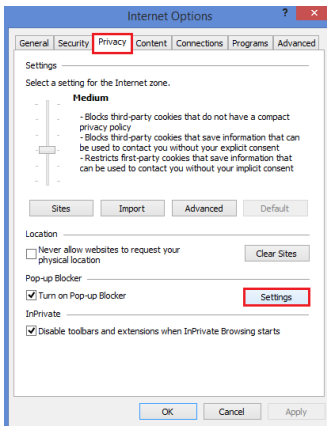 Internet Options ? ×
General Security Privacy Content Connections Programs Advanced
Settings
Select a setting for the Internet zone.
Medium
- Blocks third-party cookies that do not have a compact
privacy policy
- Blocks third-party cookies that save information that can
be used to contact you without your explicit consent
- Restricts first-party cookies that save information that
can be used to contact you without your implicit consent
Sites Import Advanced Default
Location
Never allow websites to request your
physical location
Clear Sites
Pop-up Blocker
Turn on Pop-up Blocker Settings
InPrivate
Disable toolbars and extensions when InPrivate Browsing starts
OK Cancel Apply